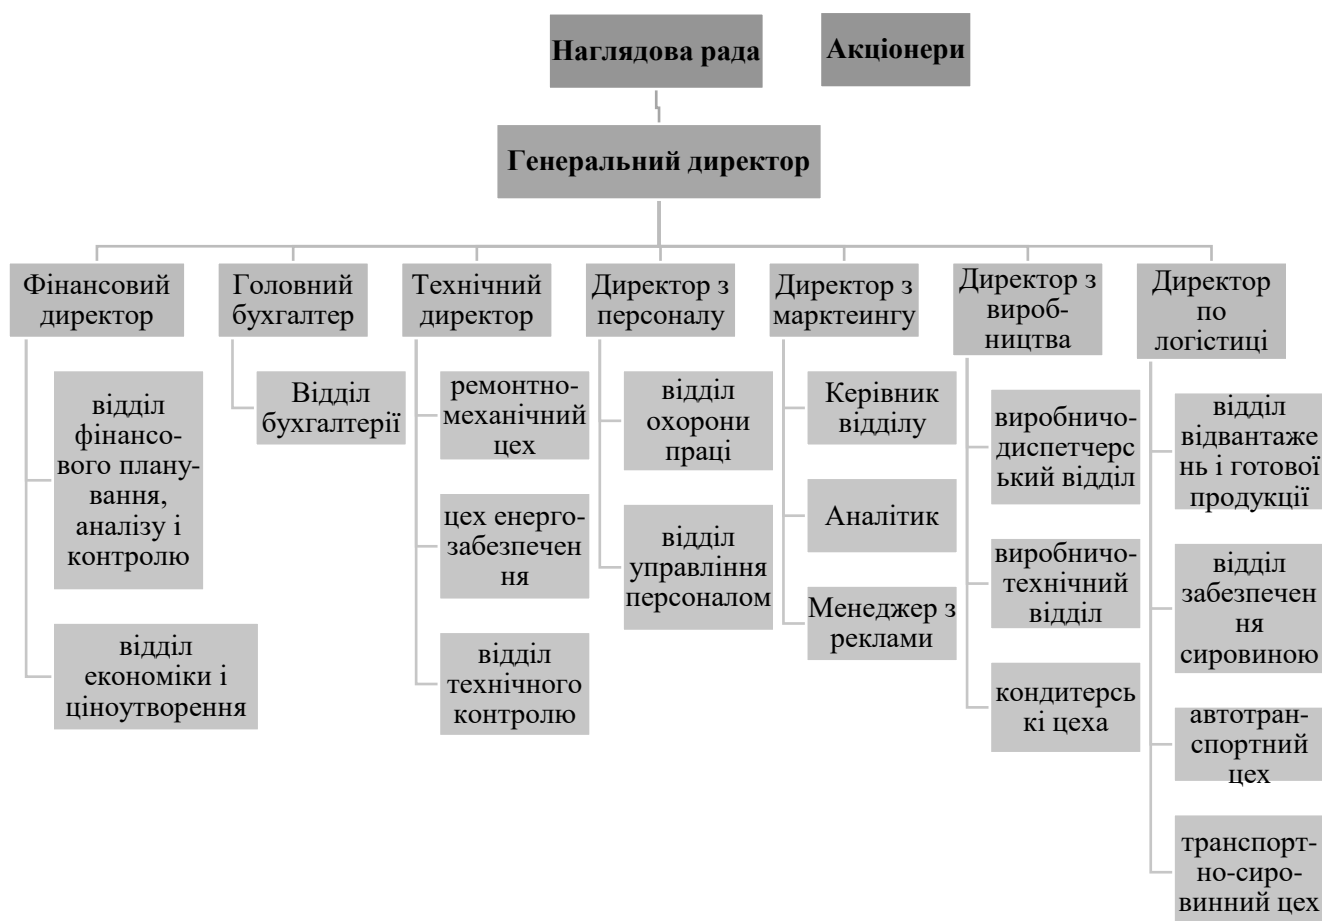 Наглядова рада
Акціонери
Генеральний директор
Фінансовий
директор
Головний
бухгалтер
Технічний
директор
Директор з
персоналу
Директор з
марктеингу
Директор з
вироб-
ництва
Директор
по
логістиці
відділ
фінансо-
вого плану-
вання,
аналізу і
контролю
відділ
економіки і
ціноутворення
Відділ
бухгалтерії
ремонтно-
механічний
цех
цех енерго-
забезпечен
ня
відділ
технічного
контролю
відділ
охорони
праці
відділ
управління
персоналом
Керівник
відділу
Аналітик
Менеджер з
реклами
виробничо-
диспетчерс
ький відділ
виробничо-
технічний
відділ
кондитерсь
кі цеха
відділ
відвантаже
нь і готової
продукції
відділ
забезпечен
ня
сировиною
автотран-
спортний
цех
транспорт-
но-сиро-
винний цех